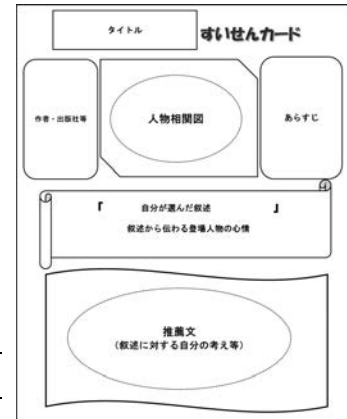 タイトル
すいせんカード
作者・出版社等
人物相関図
あらすじ
『 自分が選んだ叙述 』
叙述から伝わる登場人物の心情
推薦文
(叙述に対する自分の考え等)